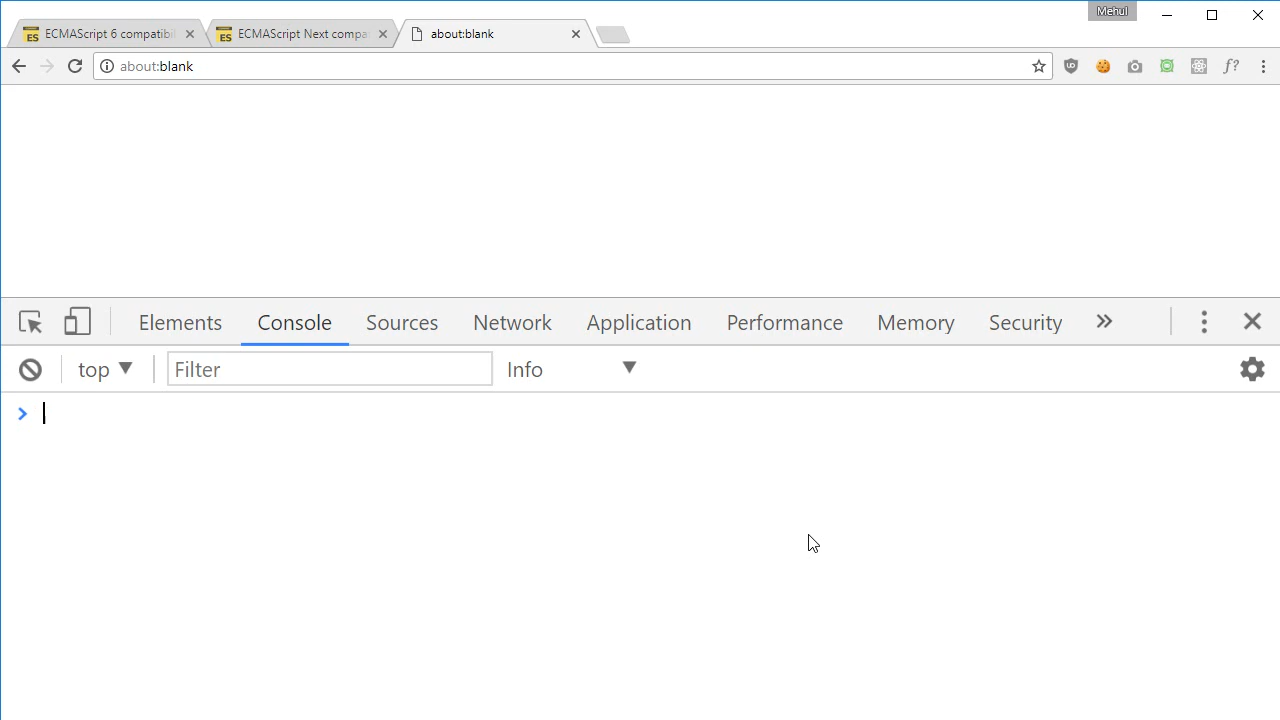 Mehul
ECMAScript 6 compatibi
ECMAScript Next compa
about:blank
about:blank
Elements Console Sources Network Application Performance Memory Security
top Filter Info